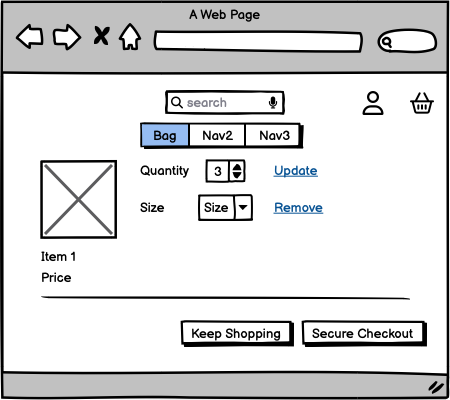 A Web Page
search
Bag Nav2 Nav3
Quantity 3 Update
Size Size Remove
Item 1
Price
Keep Shopping Secure Checkout